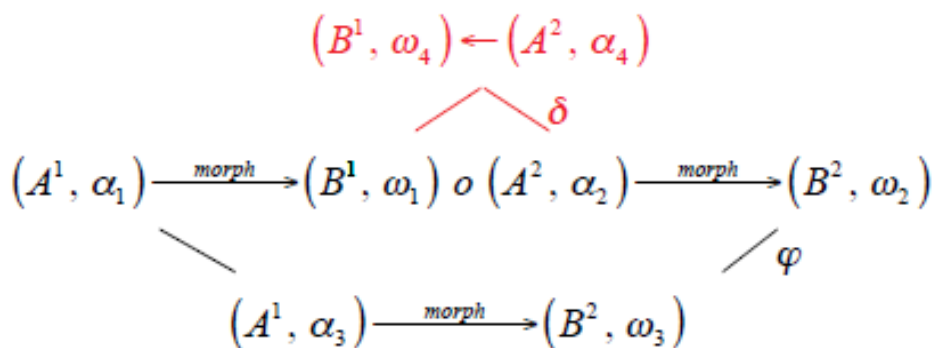 (B¹, ω₄) ← (A², α₄)
δ
(A¹, α₁) —morph→ (B¹, ω₁) o (A², α₂) —morph→ (B², ω₂)
φ
(A¹, α₃) —morph→ (B², ω₃)